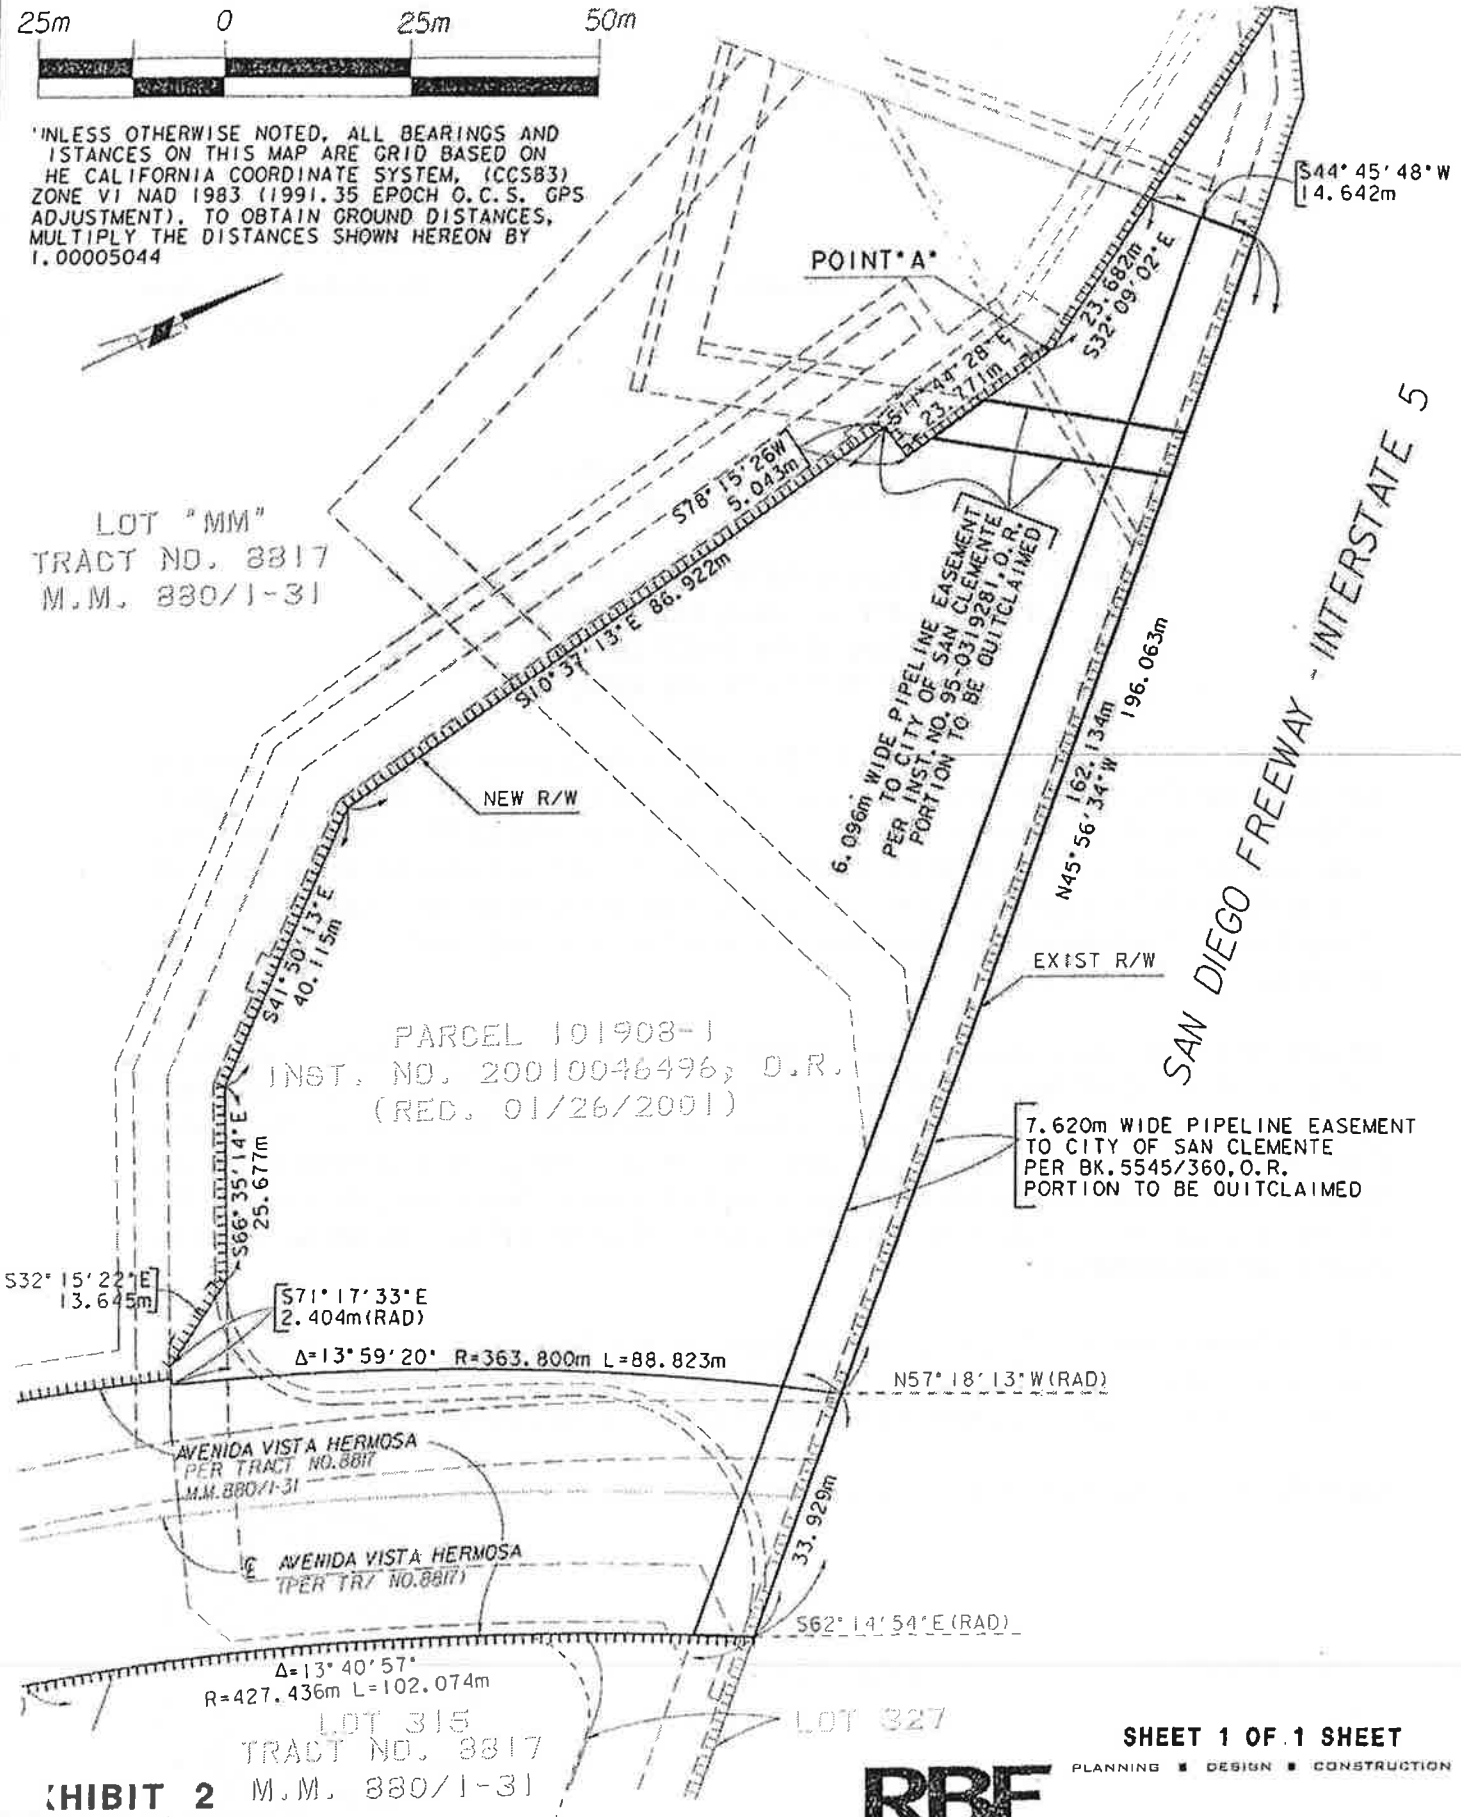 25m 0 25m 50m
'INLESS OTHERWISE NOTED, ALL BEARINGS AND
ISTANCES ON THIS MAP ARE GRID BASED ON
HE CALIFORNIA COORDINATE SYSTEM, (CCS83)
ZONE VI NAD 1983 (1991.35 EPOCH O.C.S. GPS
ADJUSTMENT). TO OBTAIN GROUND DISTANCES,
MULTIPLY THE DISTANCES SHOWN HEREON BY
1.00005044
S44°45'48"W
14.642m
POINT"A"
23.682m
S32°09'02"E
S11°44'28"E
23.771m
S78°15'26W
5.043m
LOT "MM"
TRACT NO. 8817
M.M. 880/1-31
S10°37'13"E 86.922m
6.096m WIDE PIPELINE EASEMENT
PER TO CITY OF SAN CLEMENTE
PER INST.NO.95-0319281,O.R.
PORTION TO BE QUITCLAIMED
SAN DIEGO FREEWAY - INTERSTATE 5
196.063m
162.134m
N45°56'34"W
NEW R/W
S41°50'13"E
40.115m
EXIST R/W
PARCEL 101908-1
INST. NO. 20010046496, O.R.
(REC. 01/26/2001)
7.620m WIDE PIPELINE EASEMENT
TO CITY OF SAN CLEMENTE
PER BK.5545/360,O.R.
PORTION TO BE QUITCLAIMED
S66°35'14"E
25.677m
S32°15'22"E
13.645m
S71°17'33"E
2.404m(RAD)
Δ=13°59'20" R=363.800m L=88.823m
N57°18'13"W(RAD)
AVENIDA VISTA HERMOSA
PER TRACT NO.8817
M.M.880/1-31
33.929m
℄ AVENIDA VISTA HERMOSA
(PER TR/ NO.8817)
S62°14'54"E(RAD)
Δ=13°40'57"
R=427.436m L=102.074m
LOT 315
TRACT NO. 8817
M.M. 880/1-31
LOT 327
SHEET 1 OF 1 SHEET
PLANNING ■ DESIGN ■ CONSTRUCTION
XHIBIT 2
RBF